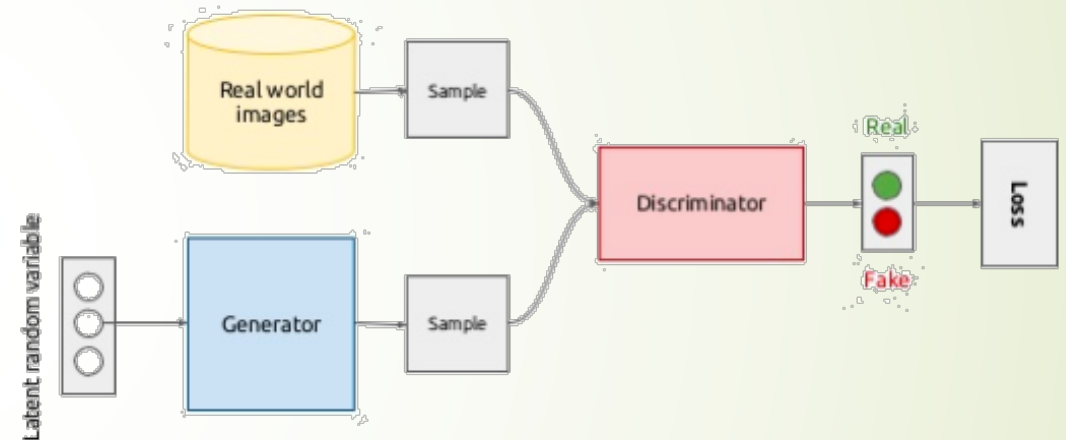 Real world
images
Sample
Real
Discriminator
Loss
Fake
Latent random variable
Generator
Sample